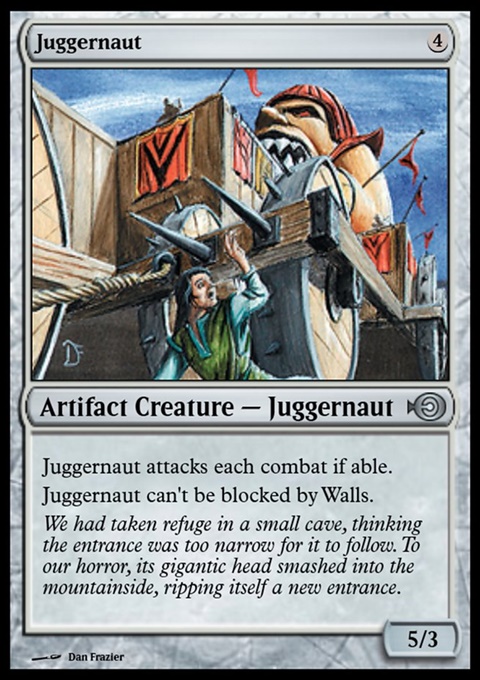 Juggernaut
4
DF
Artifact Creature — Juggernaut
Juggernaut attacks each combat if able.
Juggernaut can't be blocked by Walls.
We had taken refuge in a small cave, thinking
the entrance was too narrow for it to follow. To
our horror, its gigantic head smashed into the
mountainside, ripping itself a new entrance.
5/3
Dan Frazier